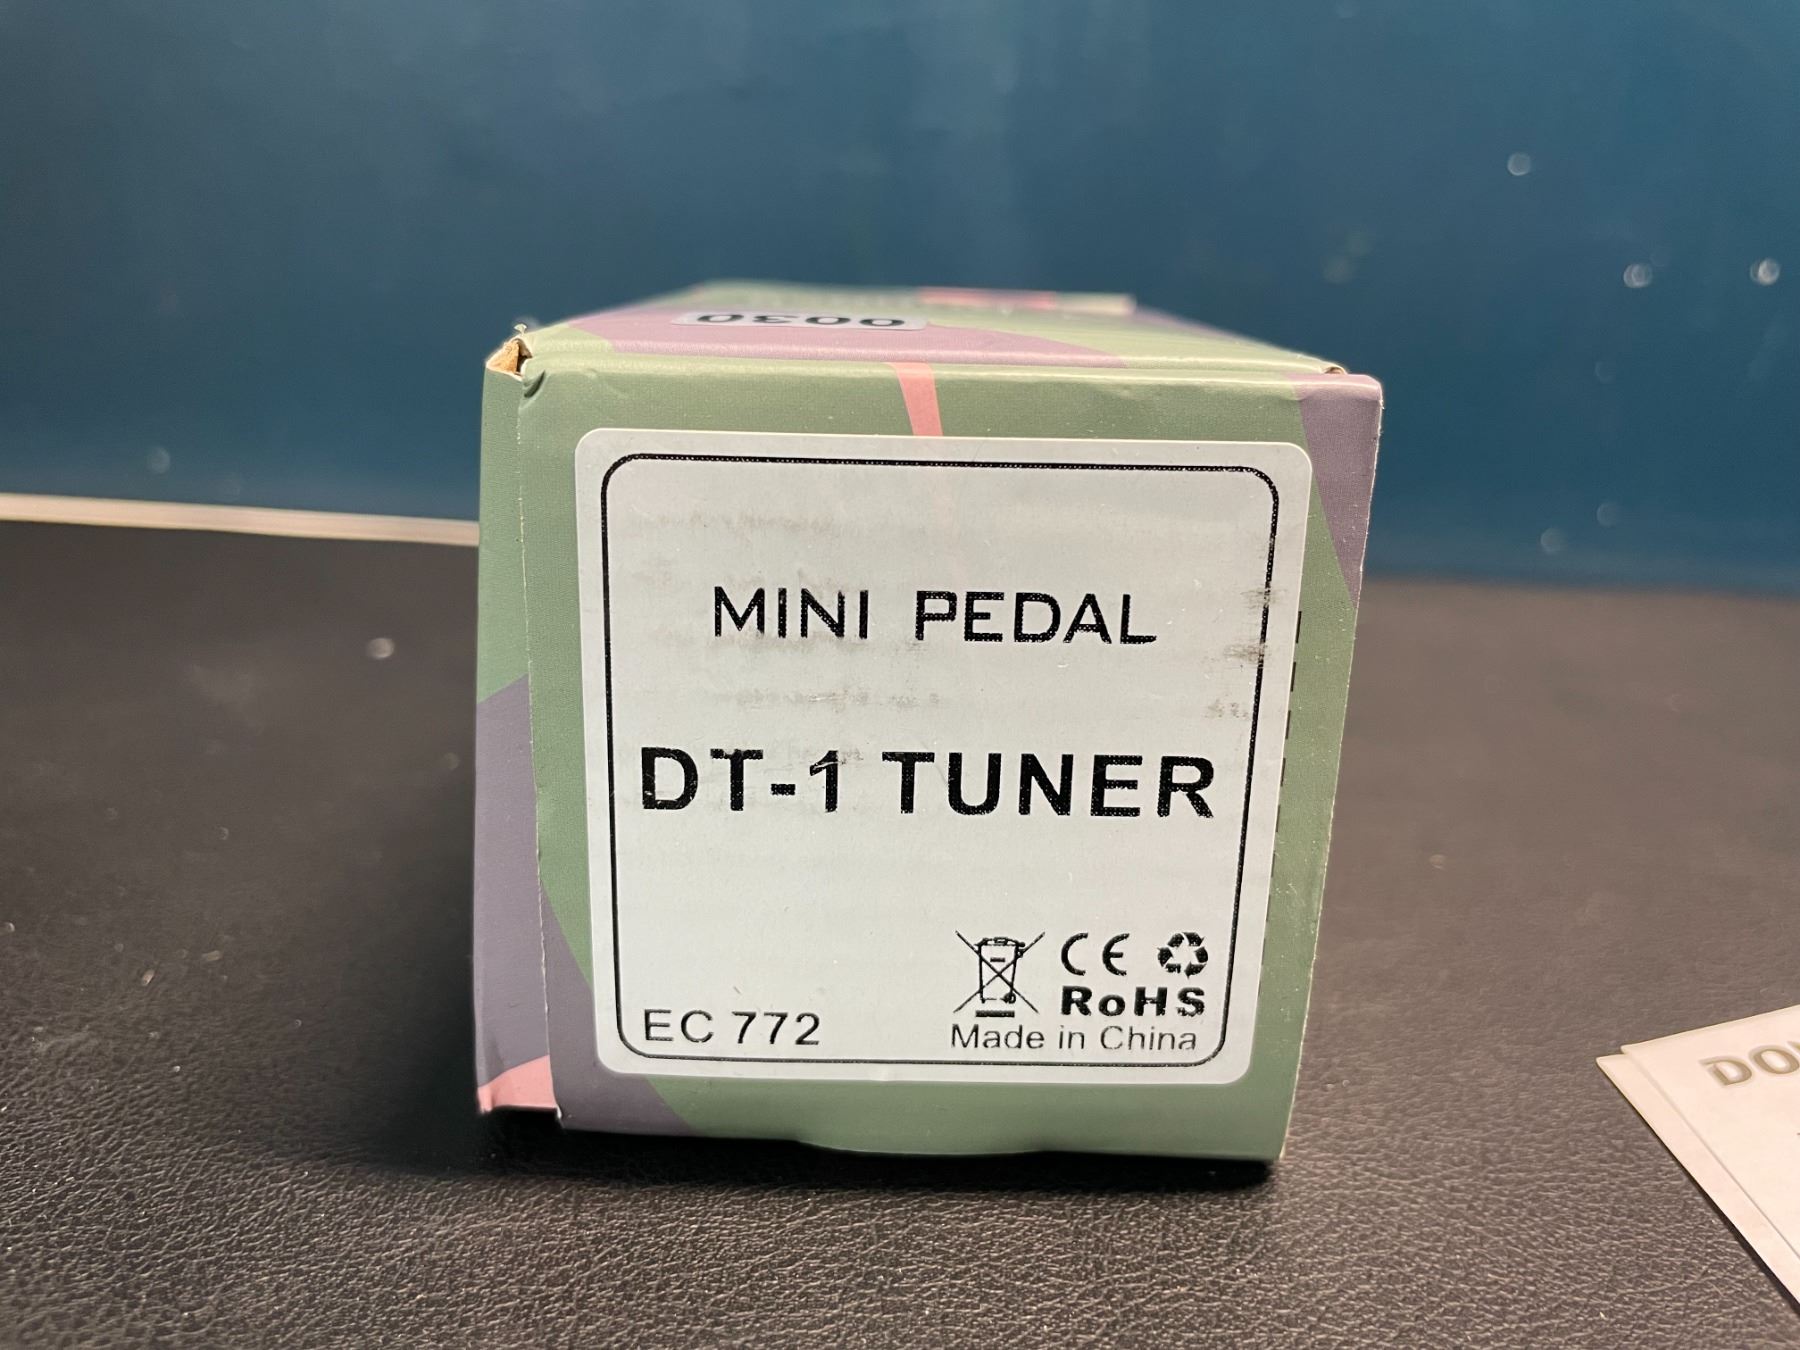 0030
MINI PEDAL
DT-1 TUNER
CE
RoHS
EC 772
Made in China